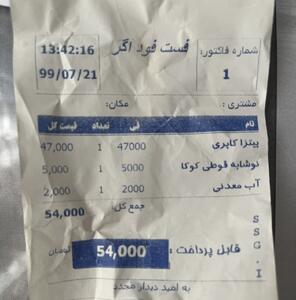 شماره فاکتور: 1
فست فود اگر
13:42:16
99/07/21
مشتری: مکان:
نام فی تعداد قیمت کل
پیتزا کابری 47000 1 47,000
نوشابه قوطی کوکا 5000 1 5,000
آب معدنی 2000 1 2,000
جمع کل: 54,000
قابل پرداخت: 54,000 تومان
به امید دیدار مجدد
S S G . I